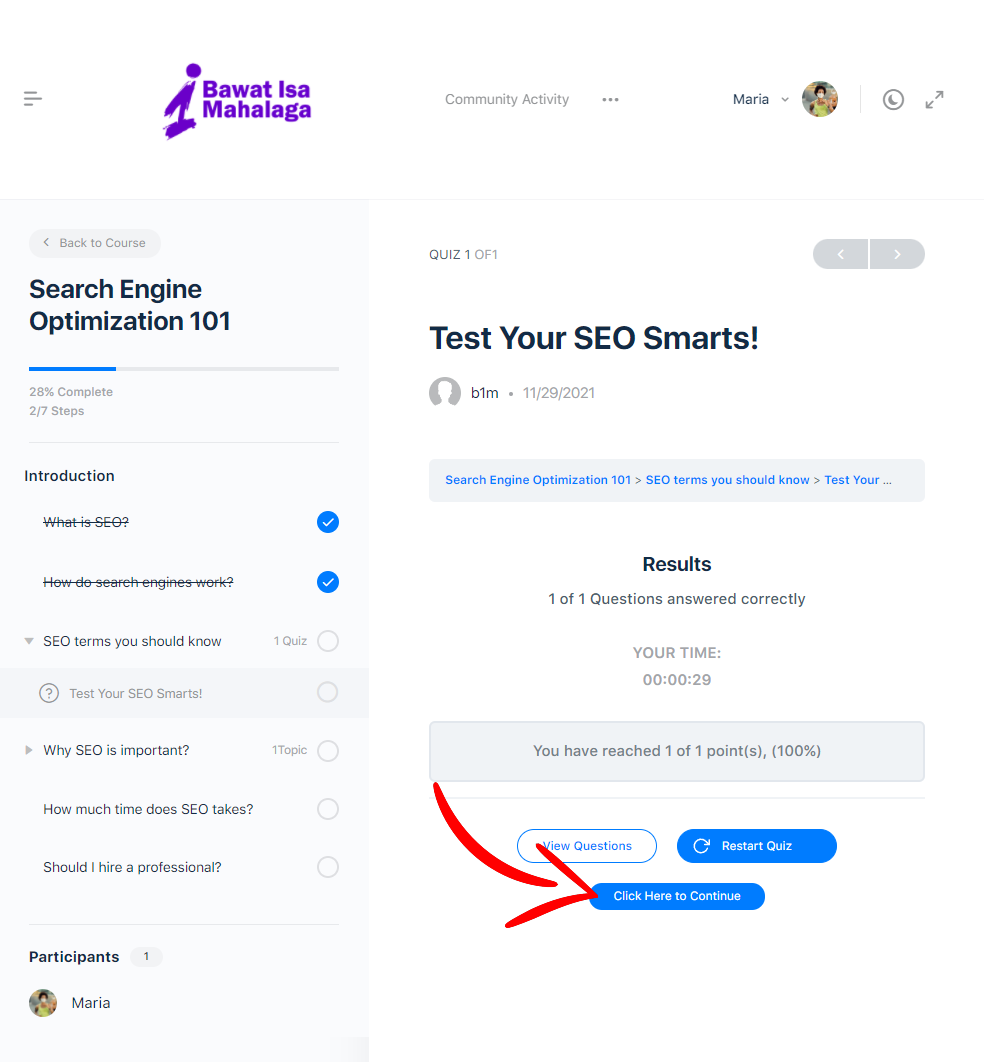 Bawat Isa
Mahalaga
Community Activity
Maria
Back to Course
Search Engine
Optimization 101
28% Complete
2/7 Steps
Introduction
What is SEO?
How do search engines work?
SEO terms you should know 1 Quiz
Test Your SEO Smarts!
Why SEO is important? 1Topic
How much time does SEO takes?
Should I hire a professional?
Participants 1
Maria
QUIZ 1 OF1
Test Your SEO Smarts!
b1m • 11/29/2021
Search Engine Optimization 101 > SEO terms you should know > Test Your ...
Results
1 of 1 Questions answered correctly
YOUR TIME:
00:00:29
You have reached 1 of 1 point(s), (100%)
View Questions
Restart Quiz
Click Here to Continue